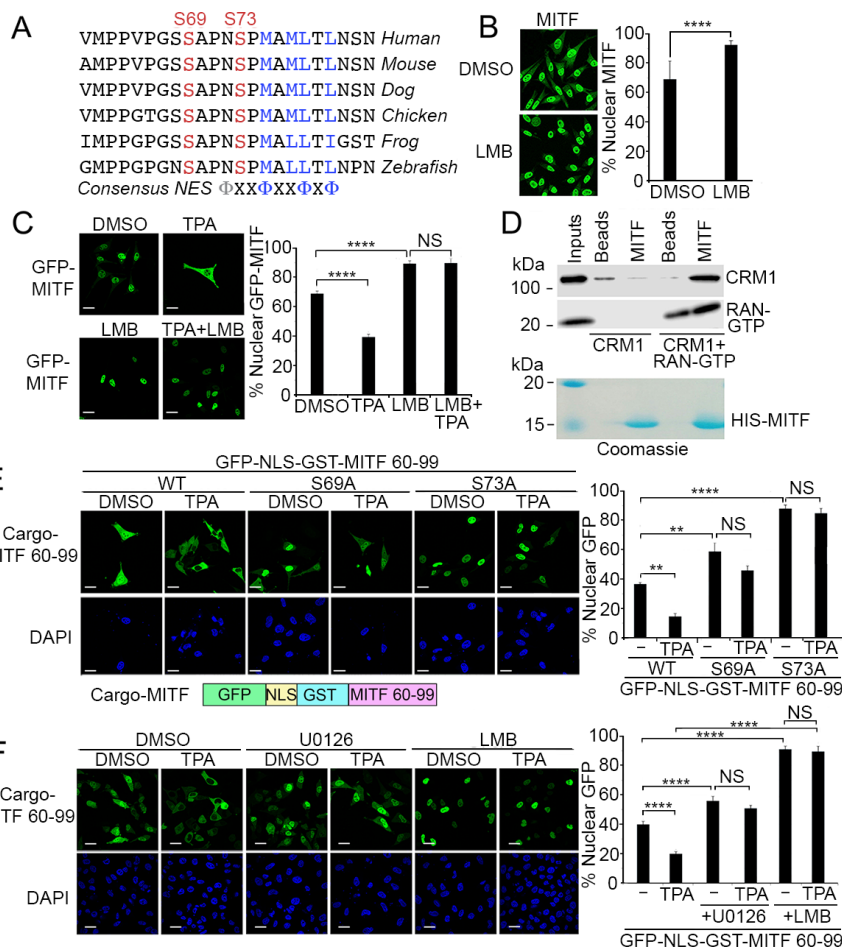 A
S69 S73
VMPPVPGSSAPNSPMAMLTLNSN Human
AMPPVPGSSAPNSPMAMLTLNSN Mouse
VMPPVPGSSAPNSPMAMLTLNSN Dog
VMPPGTGSSAPNSPMAMLTLNSN Chicken
IMPPGPGSSAPNSPMALLTIGST Frog
GMPPGPGNSAPNSPMALLTLNPN Zebrafish
Consensus NES ΦXXΦXXΦXΦ
B
MITF
DMSO
LMB
% Nuclear MITF
100
80
60
40
20
0
****
DMSO LMB
C
DMSO TPA
GFP-
MITF
LMB TPA+LMB
GFP-
MITF
% Nuclear GFP-MITF
100
80
60
40
20
0
**** NS
****
DMSO TPA LMB LMB+
TPA
D
Inputs Beads MITF Beads MITF
kDa
100 CRM1
20 RAN-
GTP
CRM1 CRM1+
RAN-GTP
kDa
20
15 HIS-MITF
Coomassie
GFP-NLS-GST-MITF 60-99
WT S69A S73A
DMSO TPA DMSO TPA DMSO TPA
Cargo-
ITF 60-99
DAPI
Cargo-MITF GFP NLS GST MITF 60-99
% Nuclear GFP
100
80
60
40
20
0
**** NS
** NS
**
– TPA – TPA – TPA
WT S69A S73A
GFP-NLS-GST-MITF 60-99
DMSO U0126 LMB
DMSO TPA DMSO TPA DMSO TPA
Cargo-
TF 60-99
DAPI
% Nuclear GFP
100
80
60
40
20
0
NS
****
****
**** NS
****
– TPA – TPA – TPA
+U0126 +LMB
GFP-NLS-GST-MITF 60-99